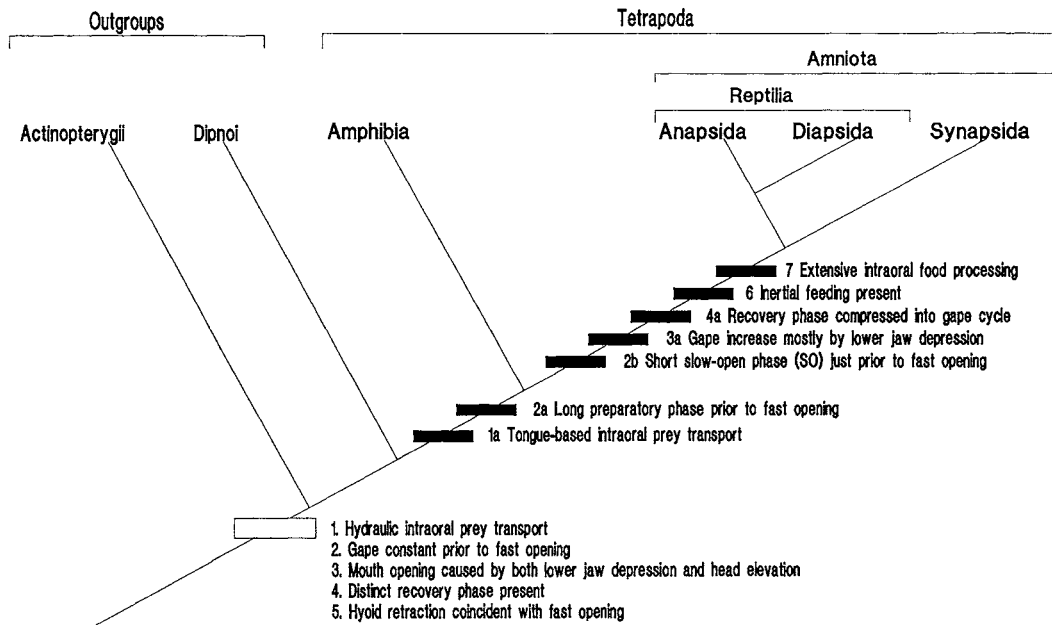 Outgroups
Tetrapoda
Amniota
Reptilia
Actinopterygii
Dipnoi
Amphibia
Anapsida
Diapsida
Synapsida
7 Extensive intraoral food processing
6 Inertial feeding present
4a Recovery phase compressed into gape cycle
3a Gape increase mostly by lower jaw depression
2b Short slow-open phase (SO) just prior to fast opening
2a Long preparatory phase prior to fast opening
1a Tongue-based intraoral prey transport
1. Hydraulic intraoral prey transport
2. Gape constant prior to fast opening
3. Mouth opening caused by both lower jaw depression and head elevation
4. Distinct recovery phase present
5. Hyoid retraction coincident with fast opening